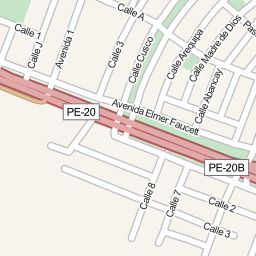 Calle A
Calle 1
Calle J
Avenida 1
Calle 3
Calle Cusco
Calle Arequipa
Calle Madre de Dios
Calle Abancay
PE-20
Avenida Elmer Faucett
PE-20B
Calle 8
Calle 7
Calle 2
Calle 3